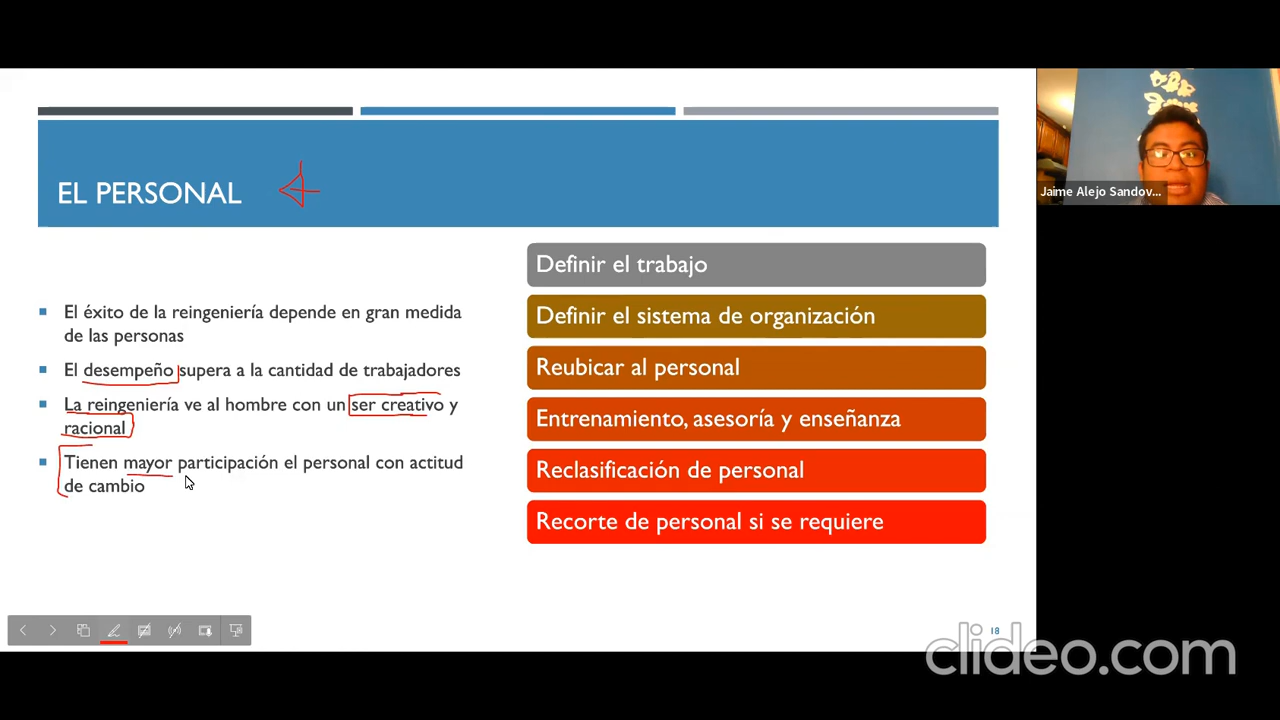 EL PERSONAL
El éxito de la reingeniería depende en gran medida
de las personas
El desempeño supera a la cantidad de trabajadores
La reingeniería ve al hombre con un ser creativo y
racional
Tienen mayor participación el personal con actitud
de cambio
Definir el trabajo
Definir el sistema de organización
Reubicar al personal
Entrenamiento, asesoría y enseñanza
Reclasificación de personal
Recorte de personal si se requiere
18
Jaime Alejo Sandov...
clideo.com